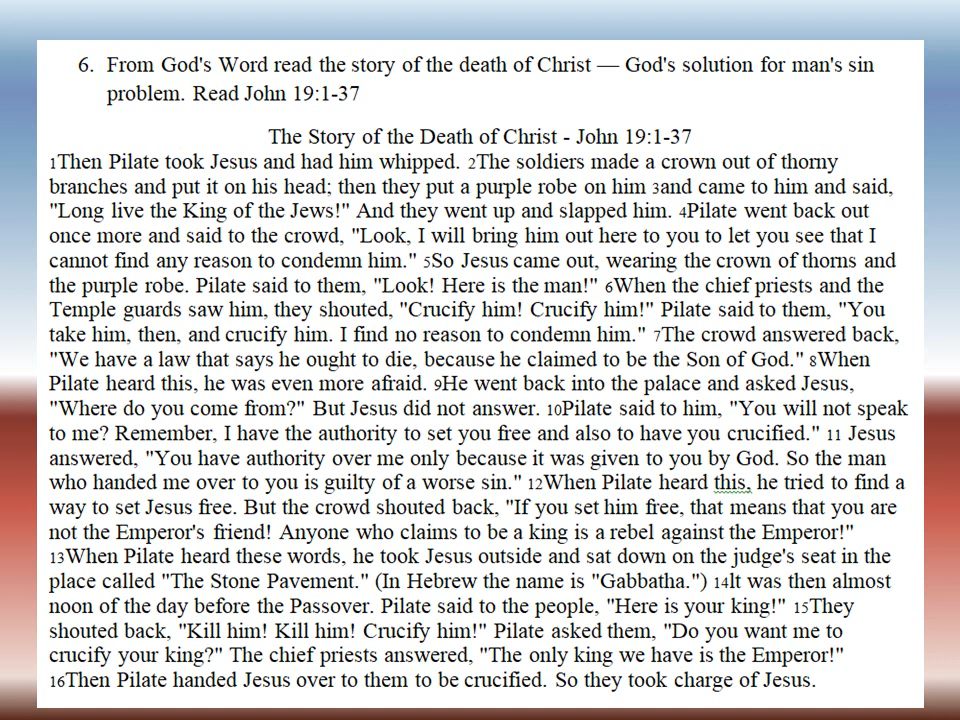 6. From God's Word read the story of the death of Christ — God's solution for man's sin
problem. Read John 19:1-37
The Story of the Death of Christ - John 19:1-37
1Then Pilate took Jesus and had him whipped. 2The soldiers made a crown out of thorny
branches and put it on his head; then they put a purple robe on him 3and came to him and said,
"Long live the King of the Jews!" And they went up and slapped him. 4Pilate went back out
once more and said to the crowd, "Look, I will bring him out here to you to let you see that I
cannot find any reason to condemn him." 5So Jesus came out, wearing the crown of thorns and
the purple robe. Pilate said to them, "Look! Here is the man!" 6When the chief priests and the
Temple guards saw him, they shouted, "Crucify him! Crucify him!" Pilate said to them, "You
take him, then, and crucify him. I find no reason to condemn him." 7The crowd answered back,
"We have a law that says he ought to die, because he claimed to be the Son of God." 8When
Pilate heard this, he was even more afraid. 9He went back into the palace and asked Jesus,
"Where do you come from?" But Jesus did not answer. 10Pilate said to him, "You will not speak
to me? Remember, I have the authority to set you free and also to have you crucified." 11 Jesus
answered, "You have authority over me only because it was given to you by God. So the man
who handed me over to you is guilty of a worse sin." 12When Pilate heard this, he tried to find a
way to set Jesus free. But the crowd shouted back, "If you set him free, that means that you are
not the Emperor's friend! Anyone who claims to be a king is a rebel against the Emperor!"
13When Pilate heard these words, he took Jesus outside and sat down on the judge's seat in the
place called "The Stone Pavement." (In Hebrew the name is "Gabbatha.") 14lt was then almost
noon of the day before the Passover. Pilate said to the people, "Here is your king!" 15They
shouted back, "Kill him! Kill him! Crucify him!" Pilate asked them, "Do you want me to
crucify your king?" The chief priests answered, "The only king we have is the Emperor!"
16Then Pilate handed Jesus over to them to be crucified. So they took charge of Jesus.